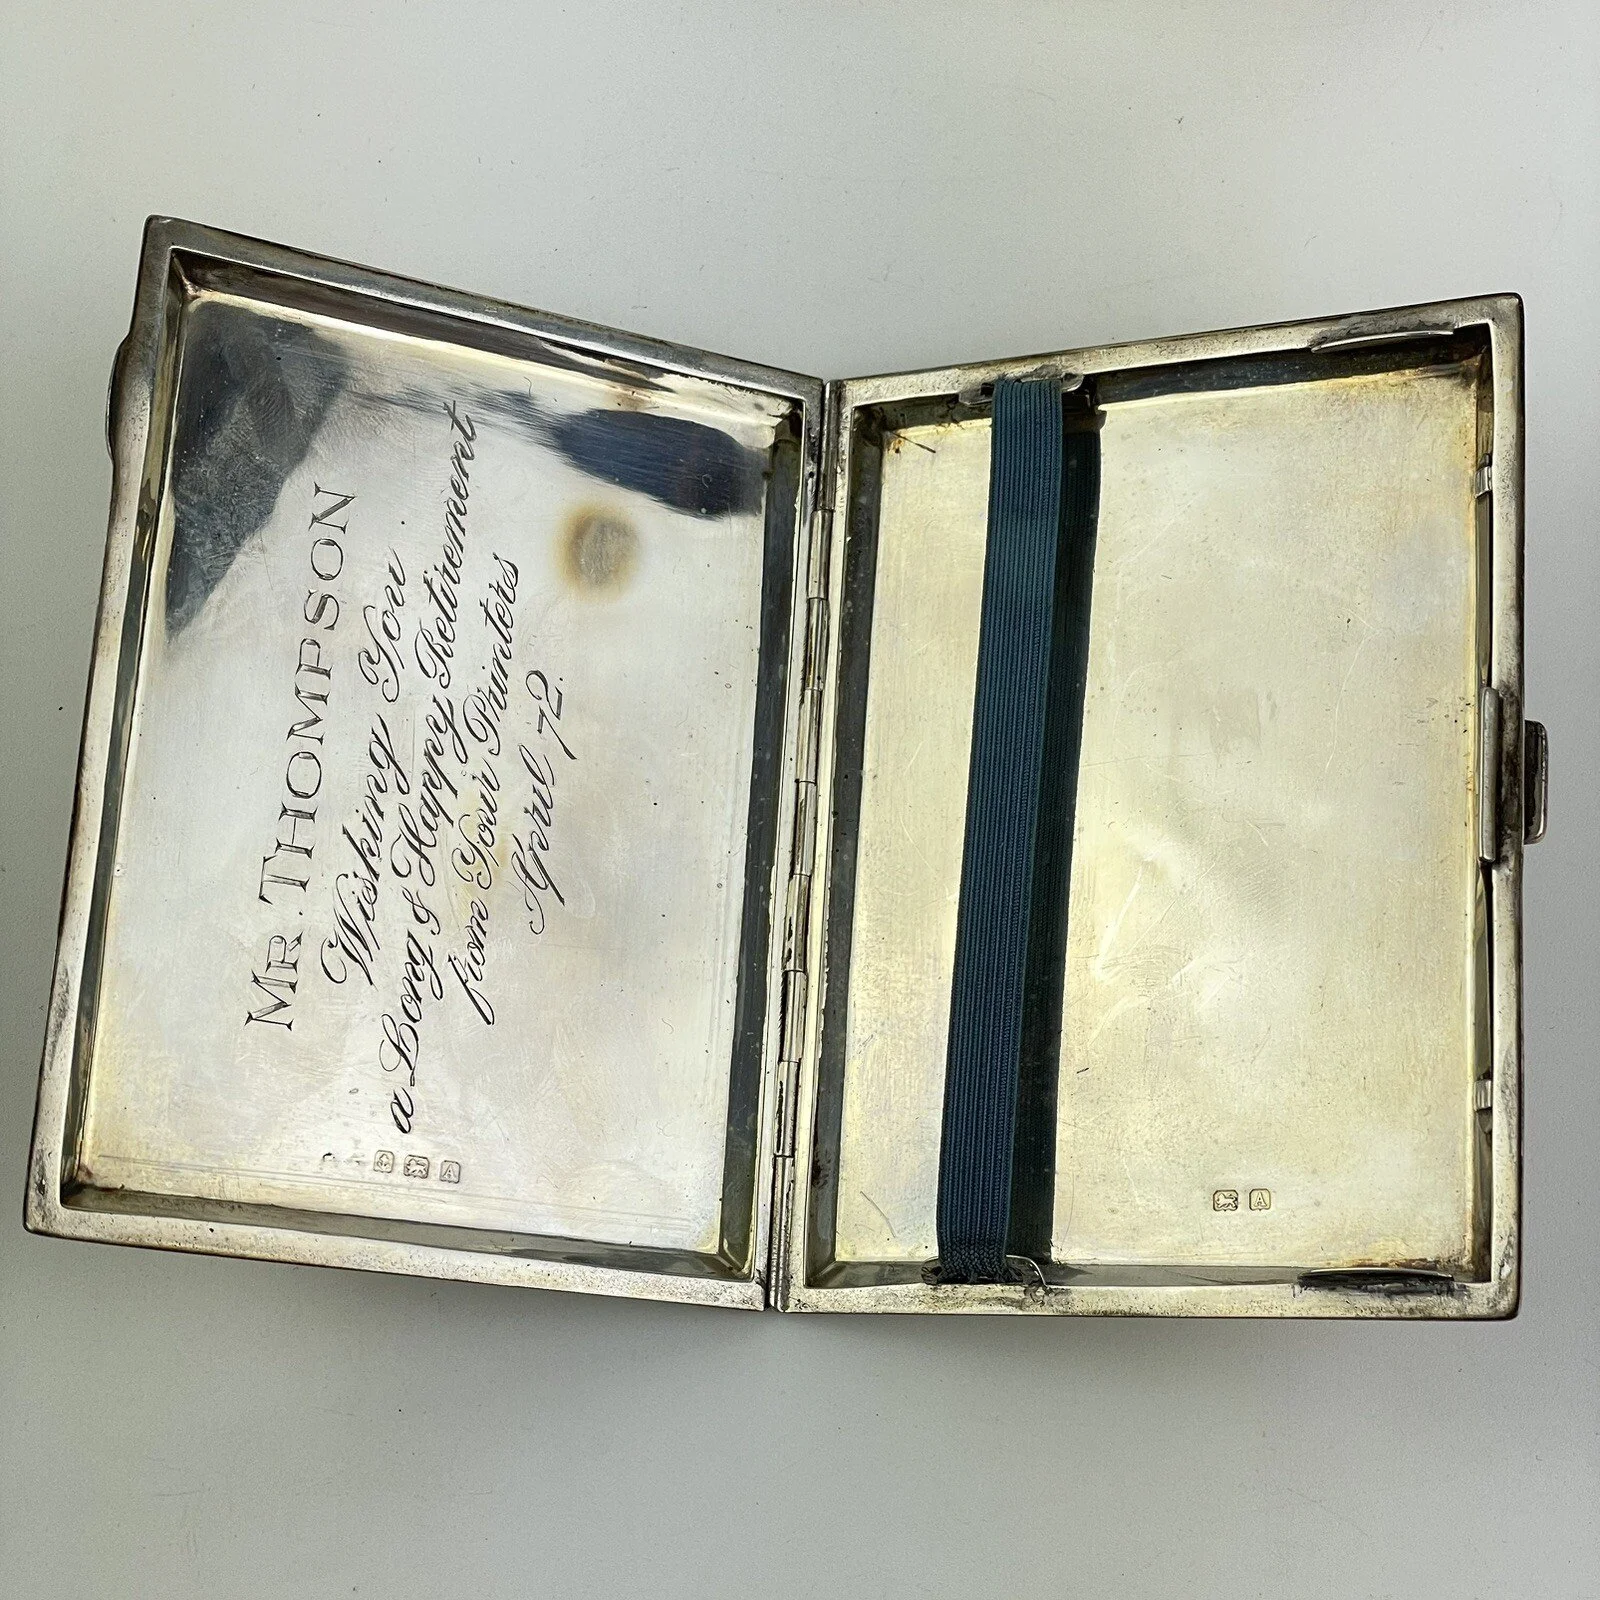 MR. THOMPSON
Wishing You
a Long & Happy Retirement
from Your Printers
April 72.
A
A